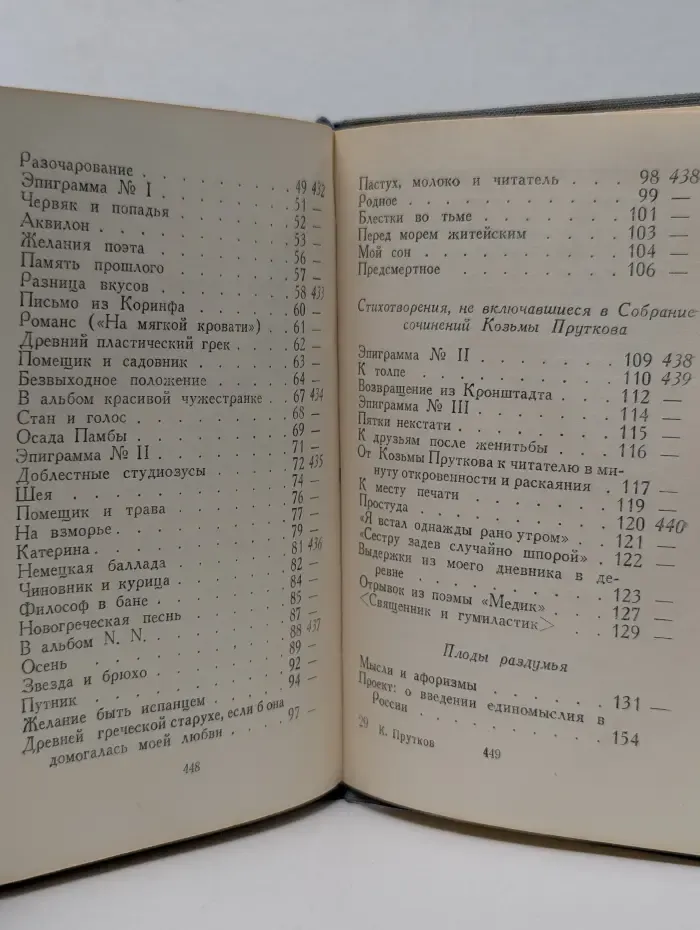 Разочарование . . . . . . . . 49 432
Эпиграмма № I . . . . . . . . 51 —
Червяк и попадья . . . . . . . 52 —
Аквилон . . . . . . . . . . 53 —
Желания поэта . . . . . . . . 56 —
Память прошлого . . . . . . . 57 —
Разница вкусов . . . . . . . . 58 433
Письмо из Коринфа . . . . . . 60 —
Романс («На мягкой кровати») . . 61 —
Древний пластический грек . . . . 62 —
Помещик и садовник . . . . . . 63 —
Безвыходное положение . . . . . 64 —
В альбом красивой чужестранке . . 67 434
Стан и голос . . . . . . . . 68 —
Осада Памбы . . . . . . . . 69 —
Эпиграмма № II . . . . . . . 71 —
Доблестные студиозусы . . . . . 72 435
Шея . . . . . . . . . . . 74 —
Помещик и трава . . . . . . . 76 —
На взморье . . . . . . . . . 77 —
Катерина . . . . . . . . . . 79 —
Немецкая баллада . . . . . . . 81 436
Чиновник и курица . . . . . . 82 —
Философ в бане . . . . . . . 84 —
Новогреческая песнь . . . . . . 85 —
В альбом N. N. . . . . . . . 87 —
Осень . . . . . . . . . . 88 437
Звезда и брюхо . . . . . . . 89 —
Путник . . . . . . . . . . 92 —
Желание быть испанцем . . . . . 94 —
Древней греческой старухе, если б она
домогалась моей любви . . . . 97 —
448
Пастух, молоко и читатель . . . 98 438
Родное . . . . . . . . . . 99 —
Блестки во тьме . . . . . . . 101 —
Перед морем житейским . . . . . 103 —
Мой сон . . . . . . . . . . 104 —
Предсмертное . . . . . . . . 106 —
Стихотворения, не включавшиеся в Собрание
сочинений Козьмы Пруткова
Эпиграмма № II . . . . . . . 109 438
К толпе . . . . . . . . . . 110 439
Возвращение из Кронштадта . . . 112 —
Эпиграмма № III . . . . . . . 114 —
Пятки некстати . . . . . . . . 115 —
К друзьям после женитьбы . . . . 116 —
От Козьмы Пруткова к читателю в ми-
нуту откровенности и раскаяния . 117 —
К месту печати . . . . . . . 119 —
Простуда . . . . . . . . . 120 440
«Я встал однажды рано утром» . . 121 —
«Сестру задев случайно шпорой» . . 122 —
Выдержки из моего дневника в де-
ревне . . . . . . . . . . 123 —
Отрывок из поэмы «Медик» . . . . 127 —
<Священник и гумиластик> . . . 129 —
Плоды раздумья
Мысли и афоризмы . . . . . . 131 —
Проект: о введении единомыслия в
России . . . . . . . . . 154
29 К. Прутков
449